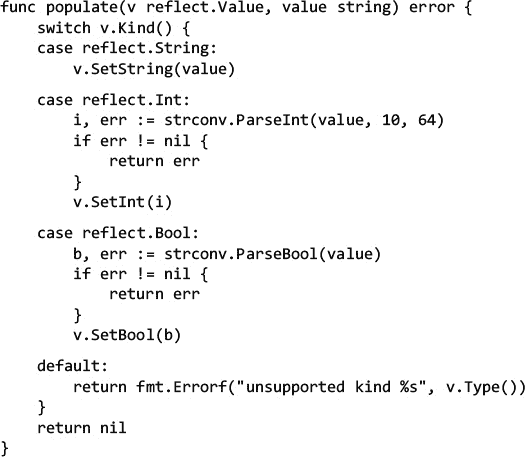 func populate(v reflect.Value, value string) error {
    switch v.Kind() {
    case reflect.String:
        v.SetString(value)

    case reflect.Int:
        i, err := strconv.ParseInt(value, 10, 64)
        if err != nil {
            return err
        }
        v.SetInt(i)

    case reflect.Bool:
        b, err := strconv.ParseBool(value)
        if err != nil {
            return err
        }
        v.SetBool(b)

    default:
        return fmt.Errorf("unsupported kind %s", v.Type())
    }
    return nil
}